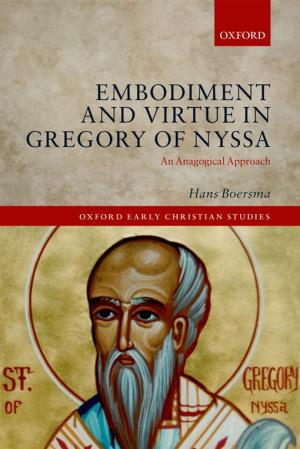 OXFORD
EMBODIMENT
AND VIRTUE IN
GREGORY OF NYSSA
An Anagogical Approach
Hans Boersma
OXFORD EARLY CHRISTIAN STUDIES
ST. GREGORY
OF NYSSA